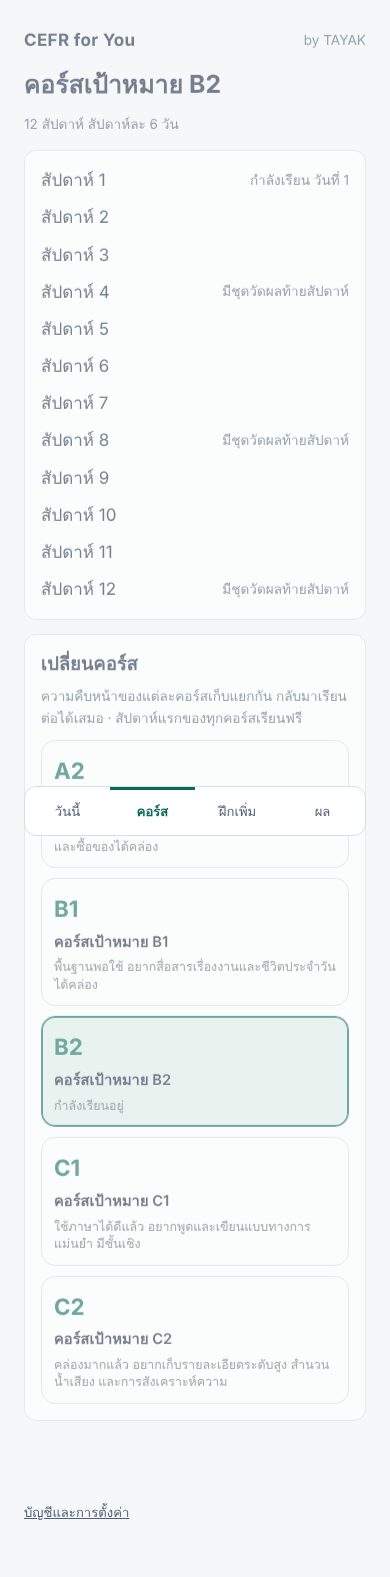 CEFR for You
by TAYAK
คอร์สเป้าหมาย B2
12 สัปดาห์ สัปดาห์ละ 6 วัน
สัปดาห์ 1
กำลังเรียน วันที่ 1
สัปดาห์ 2
สัปดาห์ 3
สัปดาห์ 4
มีชุดวัดผลท้ายสัปดาห์
สัปดาห์ 5
สัปดาห์ 6
สัปดาห์ 7
สัปดาห์ 8
มีชุดวัดผลท้ายสัปดาห์
สัปดาห์ 9
สัปดาห์ 10
สัปดาห์ 11
สัปดาห์ 12
มีชุดวัดผลท้ายสัปดาห์
เปลี่ยนคอร์ส
ความคืบหน้าของแต่ละคอร์สเก็บแยกกัน กลับมาเรียน
ต่อได้เสมอ · สัปดาห์แรกของทุกคอร์สเรียนฟรี
A2
วันนี้
คอร์ส
ฝึกเพิ่ม
ผล
และซื้อของได้คล่อง
B1
คอร์สเป้าหมาย B1
พื้นฐานพอใช้ อยากสื่อสารเรื่องงานและชีวิตประจำวัน
ได้คล่อง
B2
คอร์สเป้าหมาย B2
กำลังเรียนอยู่
C1
คอร์สเป้าหมาย C1
ใช้ภาษาได้ดีแล้ว อยากพูดและเขียนแบบทางการ
แม่นยำ มีชั้นเชิง
C2
คอร์สเป้าหมาย C2
คล่องมากแล้ว อยากเก็บรายละเอียดระดับสูง สำนวน
น้ำเสียง และการสังเคราะห์ความ
บัญชีและการตั้งค่า